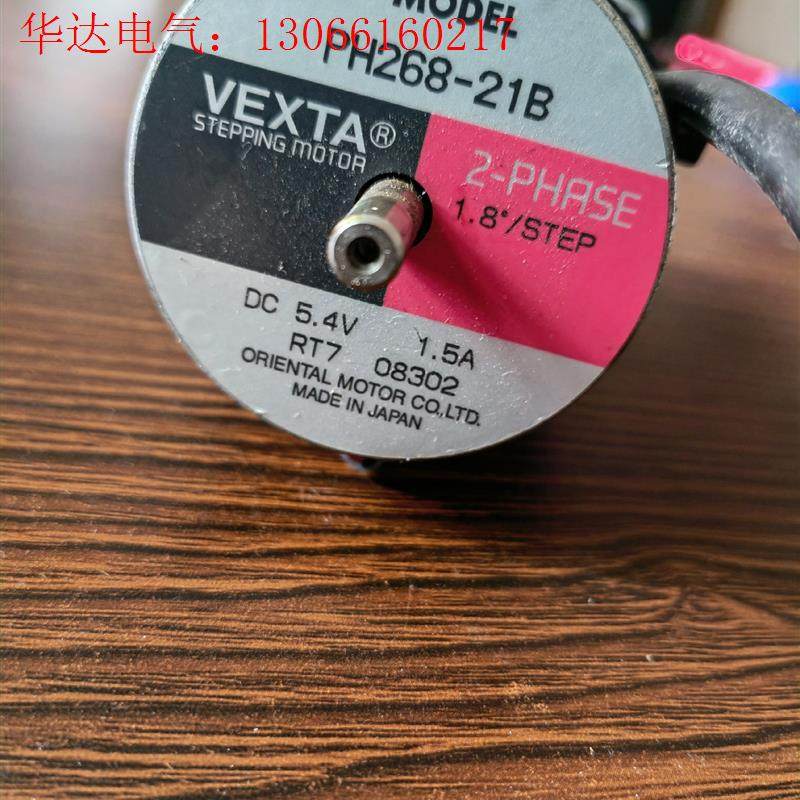 华达电气：13066160217
MODEL
PH268-21B
VEXTA®
STEPPING MOTOR
2-PHASE
1.8°/STEP
DC 5.4V 1.5A
RT7 08302
ORIENTAL MOTOR CO.,LTD.
MADE IN JAPAN